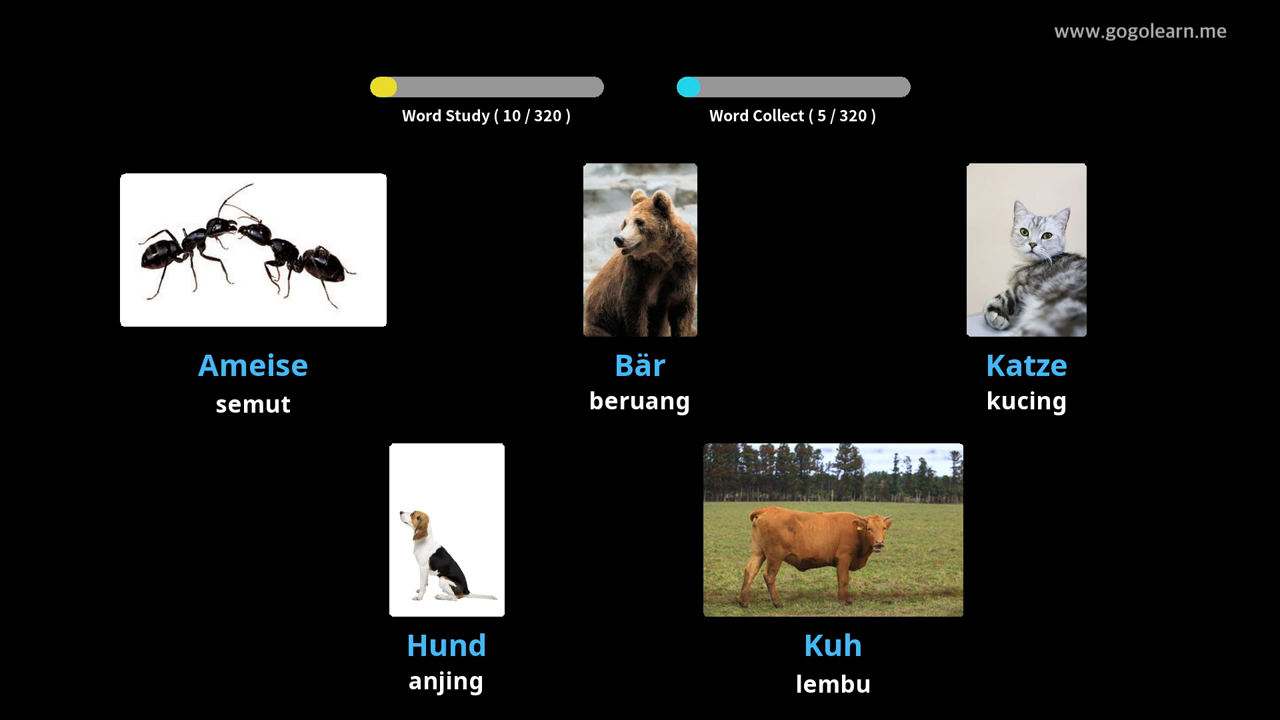 www.gogolearn.me
Word Study ( 10 / 320 )
Word Collect ( 5 / 320 )
Ameise
semut
Bär
beruang
Katze
kucing
Hund
anjing
Kuh
lembu